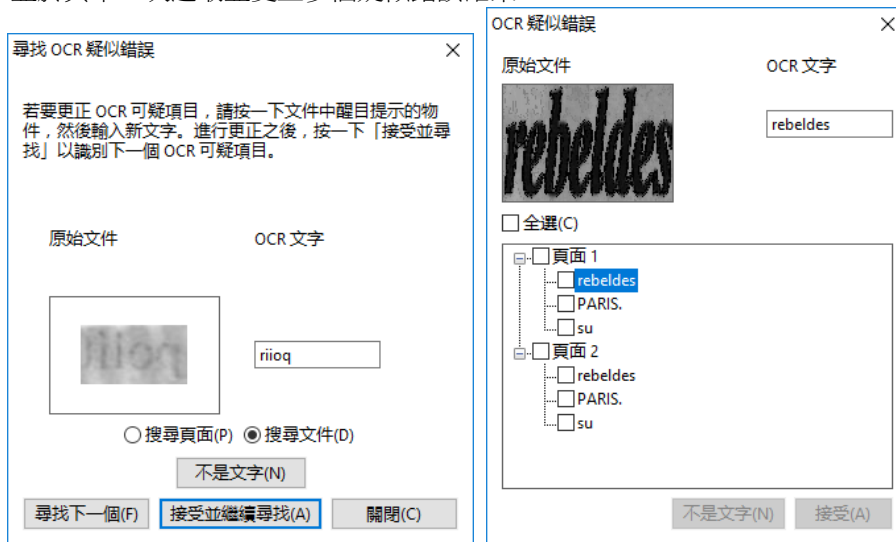 尋找 OCR 疑似錯誤
若要更正 OCR 可疑項目，請按一下文件中醒目提示的物
件，然後輸入新文字。進行更正之後，按一下「接受並尋
找」以識別下一個 OCR 可疑項目。
原始文件
OCR 文字
riioq
搜尋頁面(P)
搜尋文件(D)
不是文字(N)
尋找下一個(F)
接受並繼續尋找(A)
關閉(C)
OCR 疑似錯誤
原始文件
OCR 文字
rebeldes
rebeldes
全選(C)
頁面 1
rebeldes
PARIS.
su
頁面 2
rebeldes
PARIS.
su
不是文字(N)
接受(A)